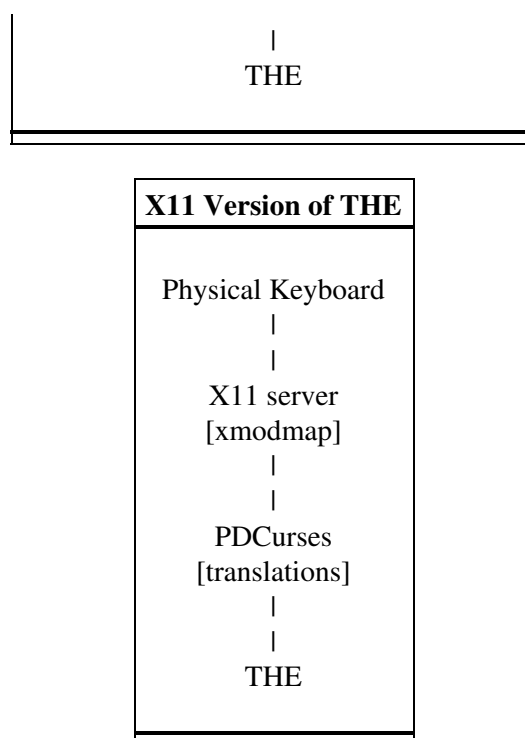 |
THE
X11 Version of THE
Physical Keyboard
|
|
X11 server
[xmodmap]
|
|
PDCurses
[translations]
|
|
THE